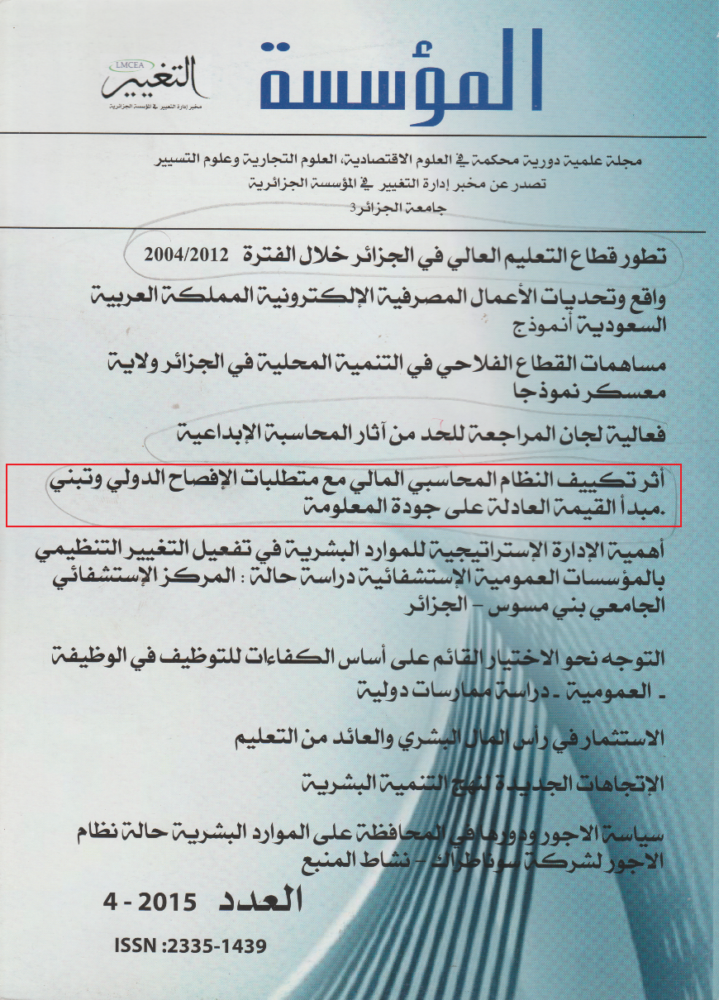 المؤسسة
LMCEA
التغيير
مخبر إدارة التغيير في المؤسسة الجزائرية
مجلة علمية دورية محكمة في العلوم الاقتصادية، العلوم التجارية وعلوم التسيير
تصدر عن مخبر إدارة التغيير في المؤسسة الجزائرية
جامعة الجزائر3
تطور قطاع التعليم العالي في الجزائر خلال الفترة 2004/2012
واقع وتحديات الأعمال المصرفية الإلكترونية المملكة العربية
السعودية أنموذج
مساهمات القطاع الفلاحي في التنمية المحلية في الجزائر ولاية
معسكر نموذجا
فعالية لجان المراجعة للحد من آثار المحاسبة الإبداعية
أثر تكييف النظام المحاسبي المالي مع متطلبات الإفصاح الدولي وتبني
.مبدأ القيمة العادلة على جودة المعلومة
أهمية الإدارة الإستراتيجية للموارد البشرية في تفعيل التغيير التنظيمي
بالمؤسسات العمومية الإستشفائية دراسة حالة : المركز الإستشفائي
الجامعي بني مسوس - الجزائر
التوجه نحو الاختيار القائم على أساس الكفاءات للتوظيف في الوظيفة
ـ العمومية ـ دراسة ممارسات دولية
الاستثمار في رأس المال البشري والعائد من التعليم
الإتجاهات الجديدة لنهج التنمية البشرية
سياسة الاجور ودورها في المحافظة على الموارد البشرية حالة نظام
الاجور لشركة سوناطراك - نشاط المنبع
العدد 2015 - 4
ISSN :2335-1439